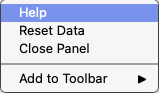 Help
Reset Data
Close Panel
Add to Toolbar